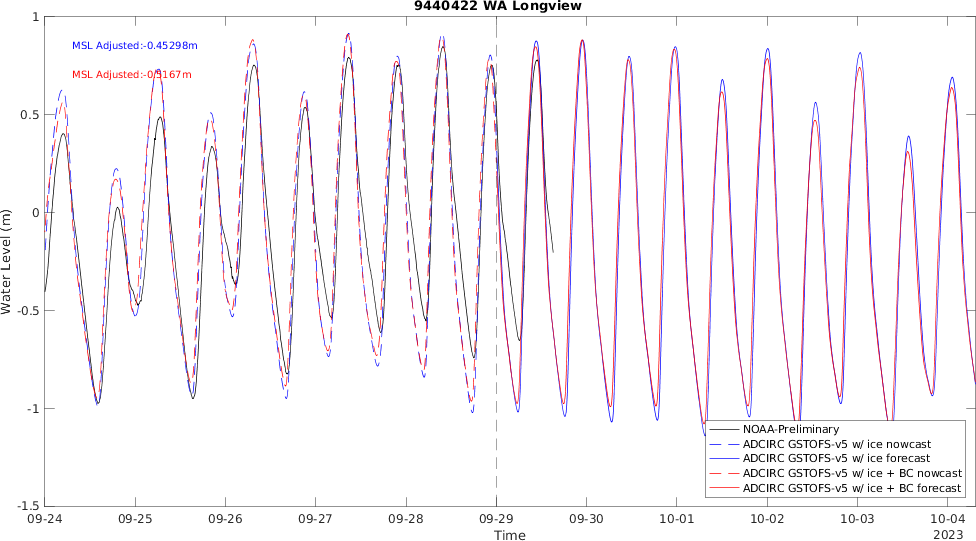 9440422 WA Longview
MSL Adjusted:-0.45298m
MSL Adjusted:-0.5167m
Water Level (m)
1
0.5
0
-0.5
-1
-1.5
NOAA-Preliminary
ADCIRC GSTOFS-v5 w/ ice nowcast
ADCIRC GSTOFS-v5 w/ ice forecast
ADCIRC GSTOFS-v5 w/ ice + BC nowcast
ADCIRC GSTOFS-v5 w/ ice + BC forecast
09-24 09-25 09-26 09-27 09-28 09-29 09-30 10-01 10-02 10-03 10-04
Time 2023